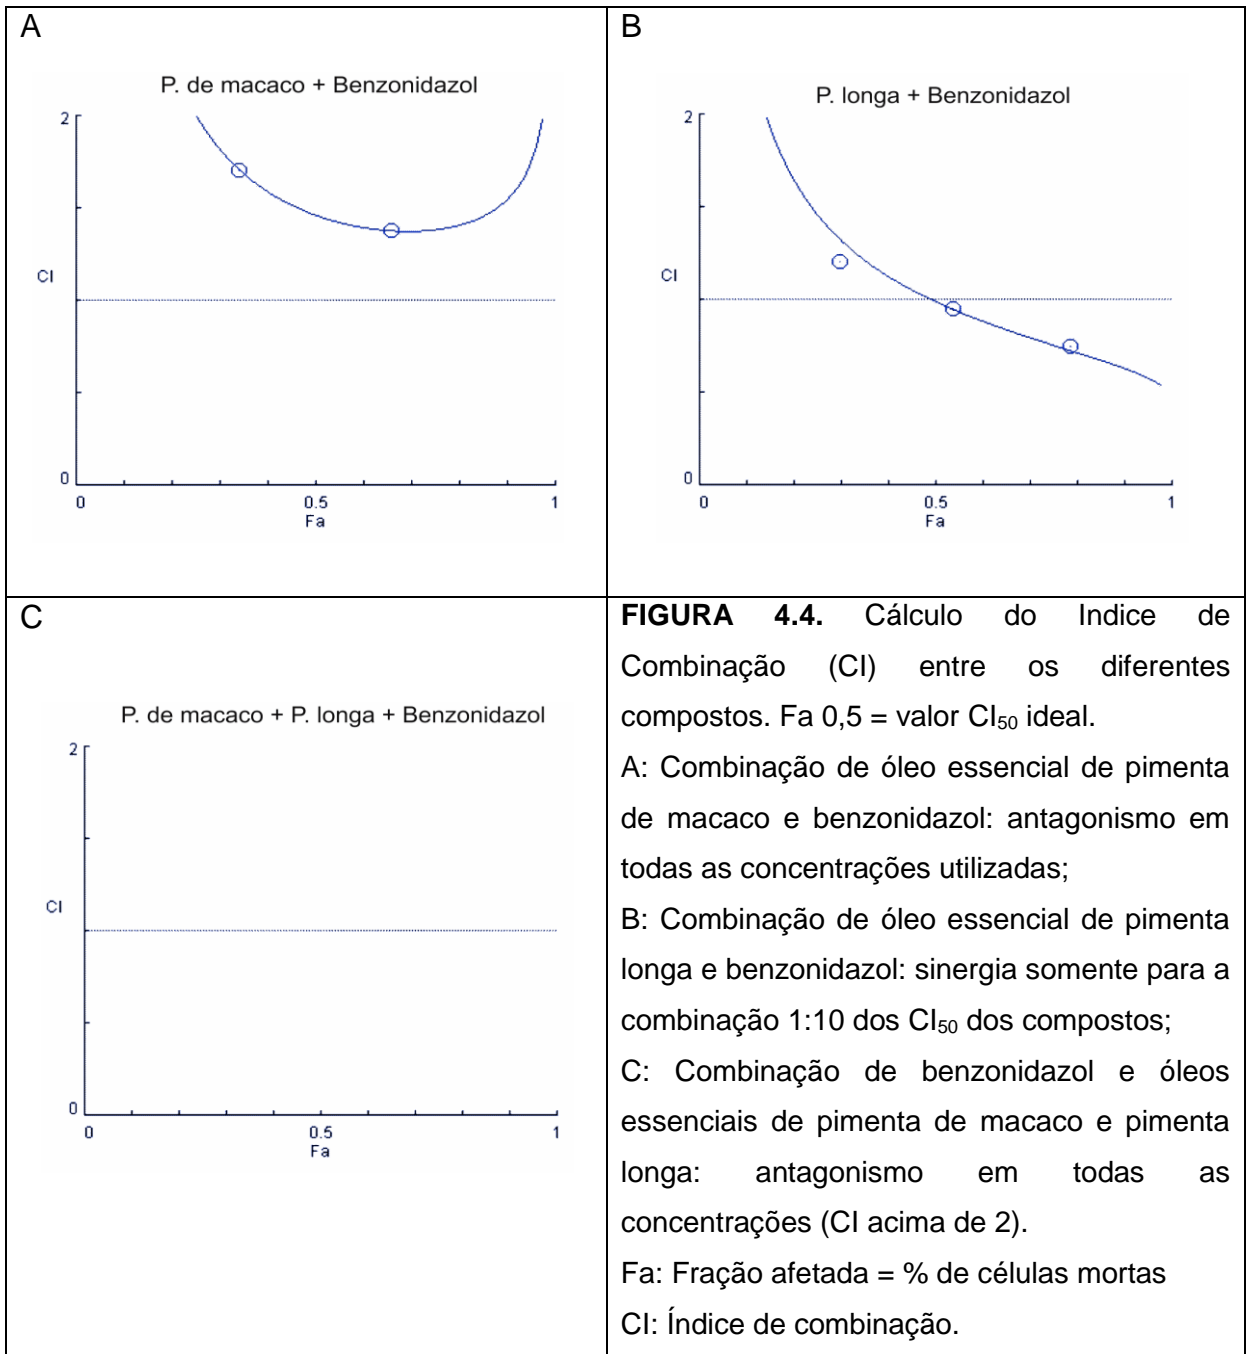 A
P. de macaco + Benzonidazol
2
CI
0
0
0.5
1
Fa
B
P. longa + Benzonidazol
2
CI
0
0
0.5
1
Fa
C
P. de macaco + P. longa + Benzonidazol
2
CI
0
0
0.5
1
Fa
FIGURA 4.4. Cálculo do Indice de
Combinação (CI) entre os diferentes
compostos. Fa 0,5 = valor CI₅₀ ideal.
A: Combinação de óleo essencial de pimenta
de macaco e benzonidazol: antagonismo em
todas as concentrações utilizadas;
B: Combinação de óleo essencial de pimenta
longa e benzonidazol: sinergia somente para a
combinação 1:10 dos CI₅₀ dos compostos;
C: Combinação de benzonidazol e óleos
essenciais de pimenta de macaco e pimenta
longa: antagonismo em todas as
concentrações (CI acima de 2).
Fa: Fração afetada = % de células mortas
CI: Índice de combinação.